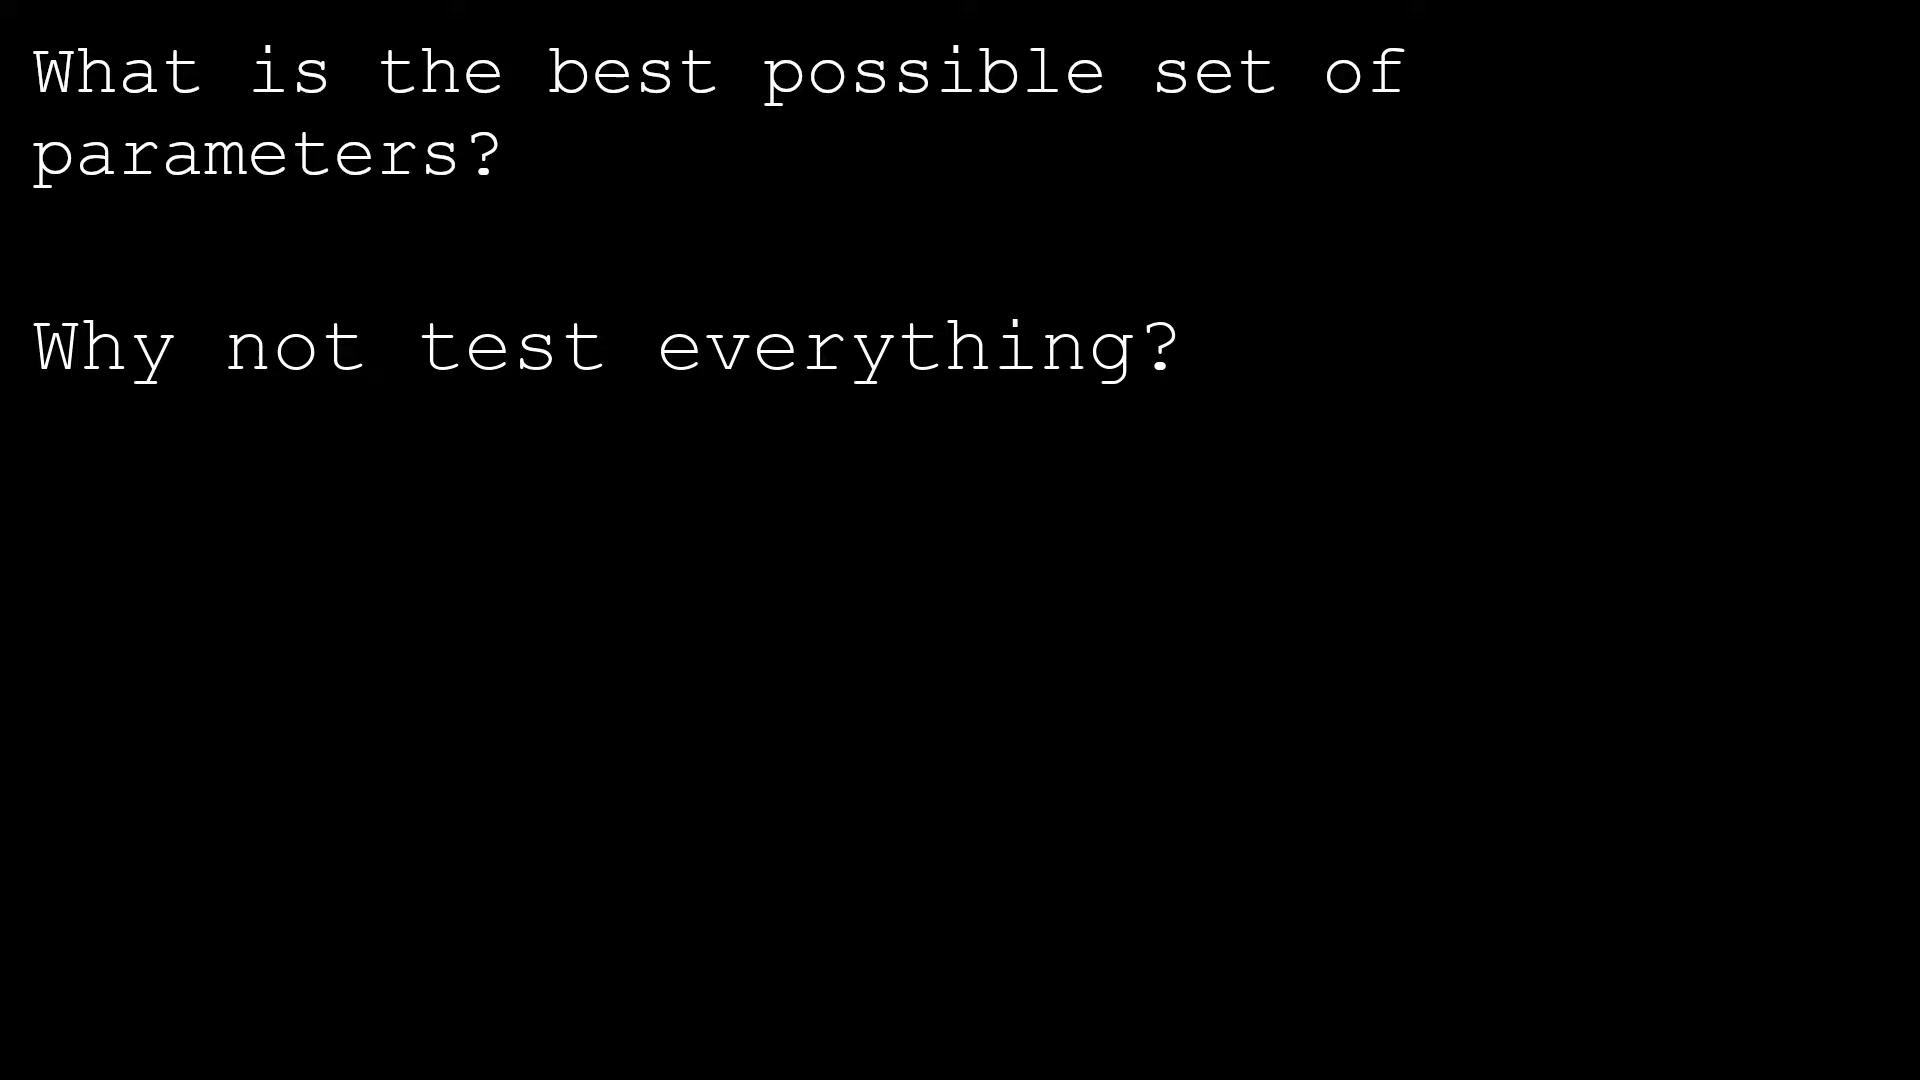 What is the best possible set of
parameters?
Why not test everything?